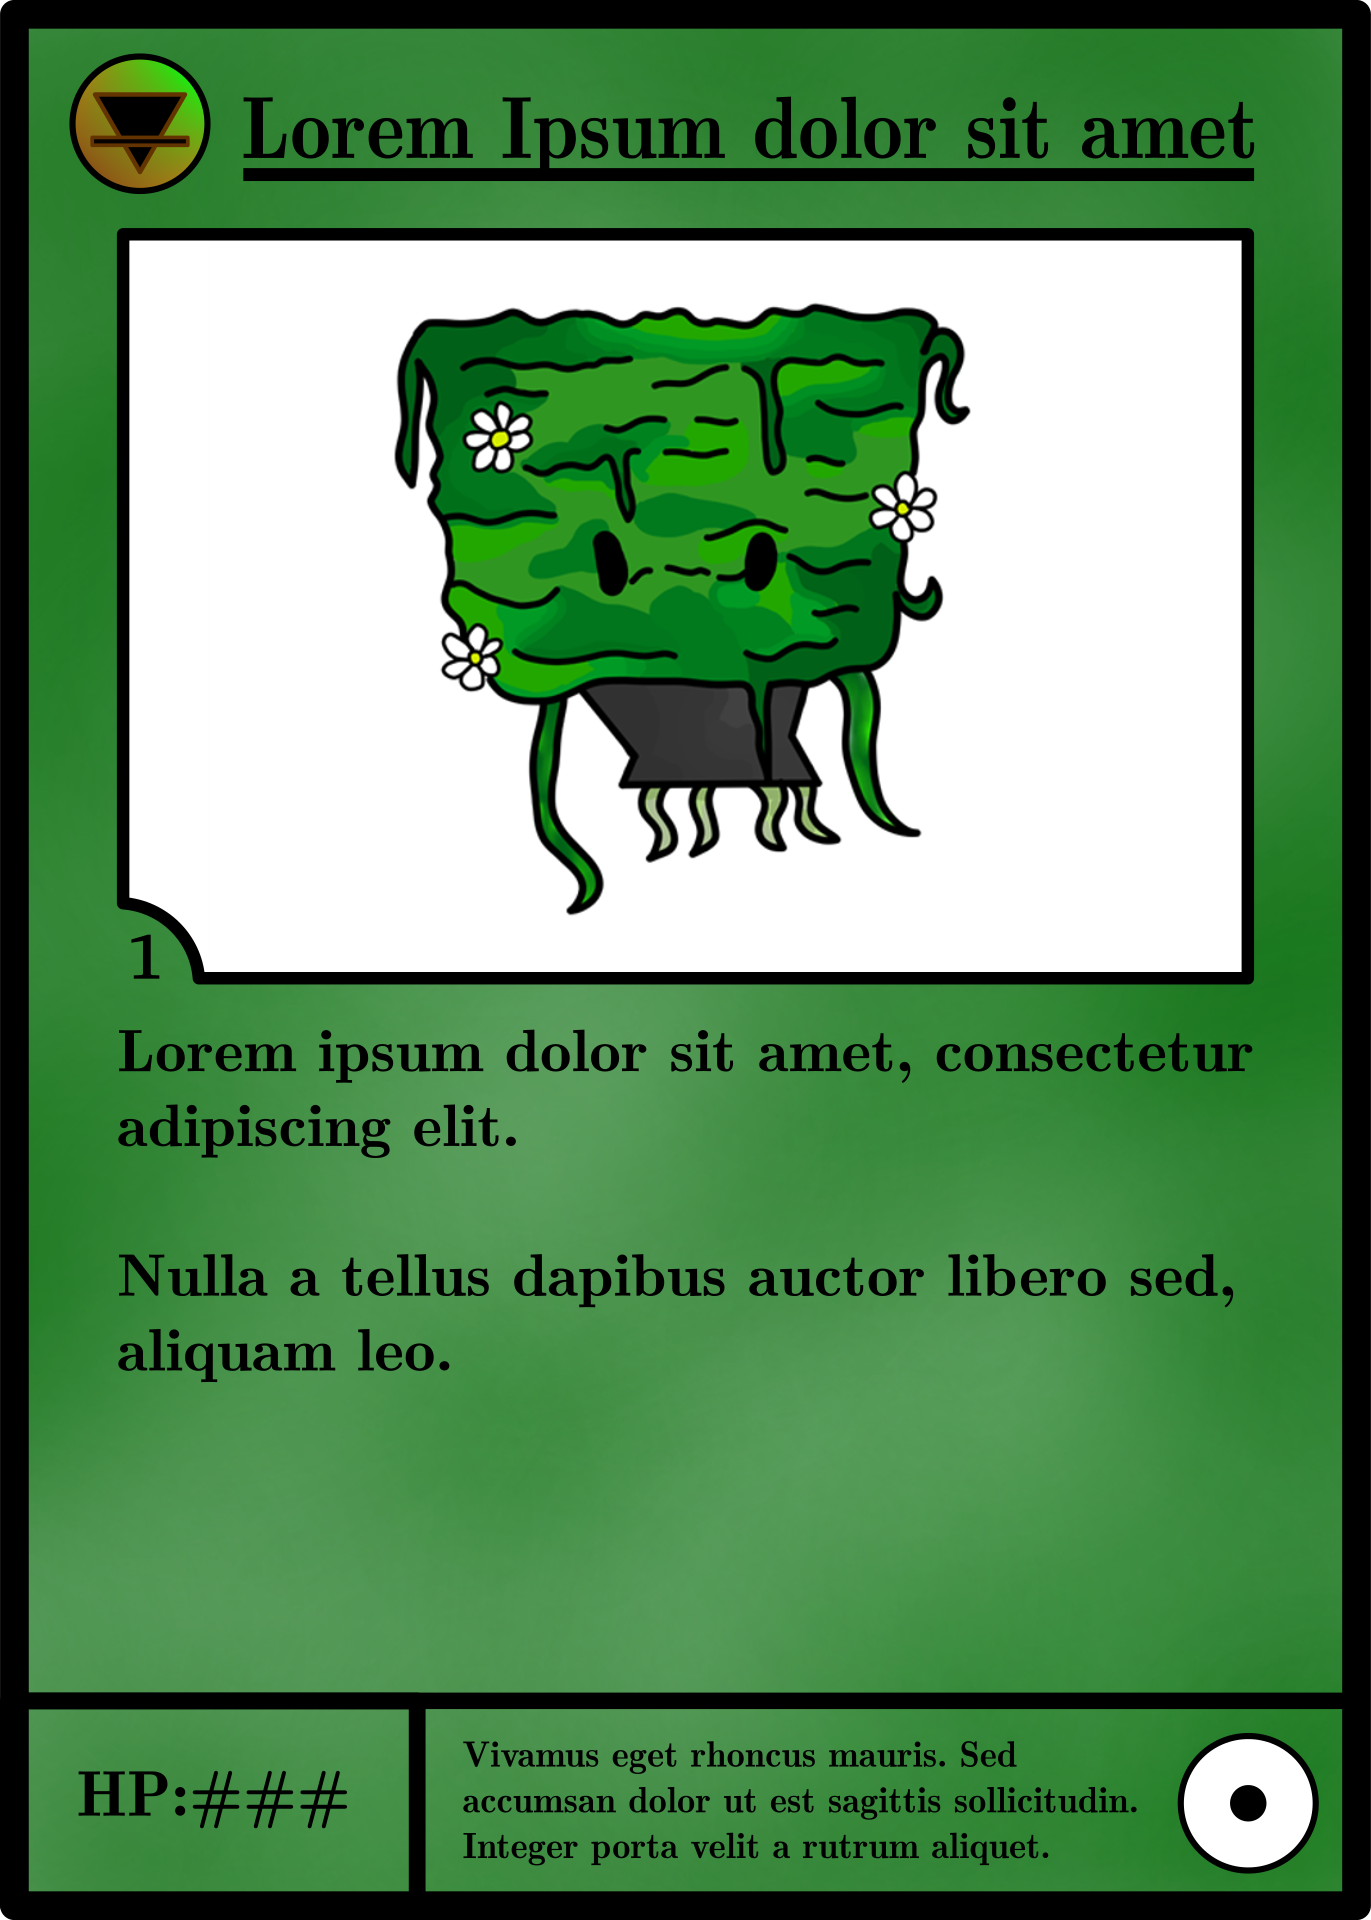 Lorem Ipsum dolor sit amet
1
Lorem ipsum dolor sit amet, consectetur
adipiscing elit.
Nulla a tellus dapibus auctor libero sed,
aliquam leo.
HP:###
Vivamus eget rhoncus mauris. Sed
accumsan dolor ut est sagittis sollicitudin.
Integer porta velit a rutrum aliquet.